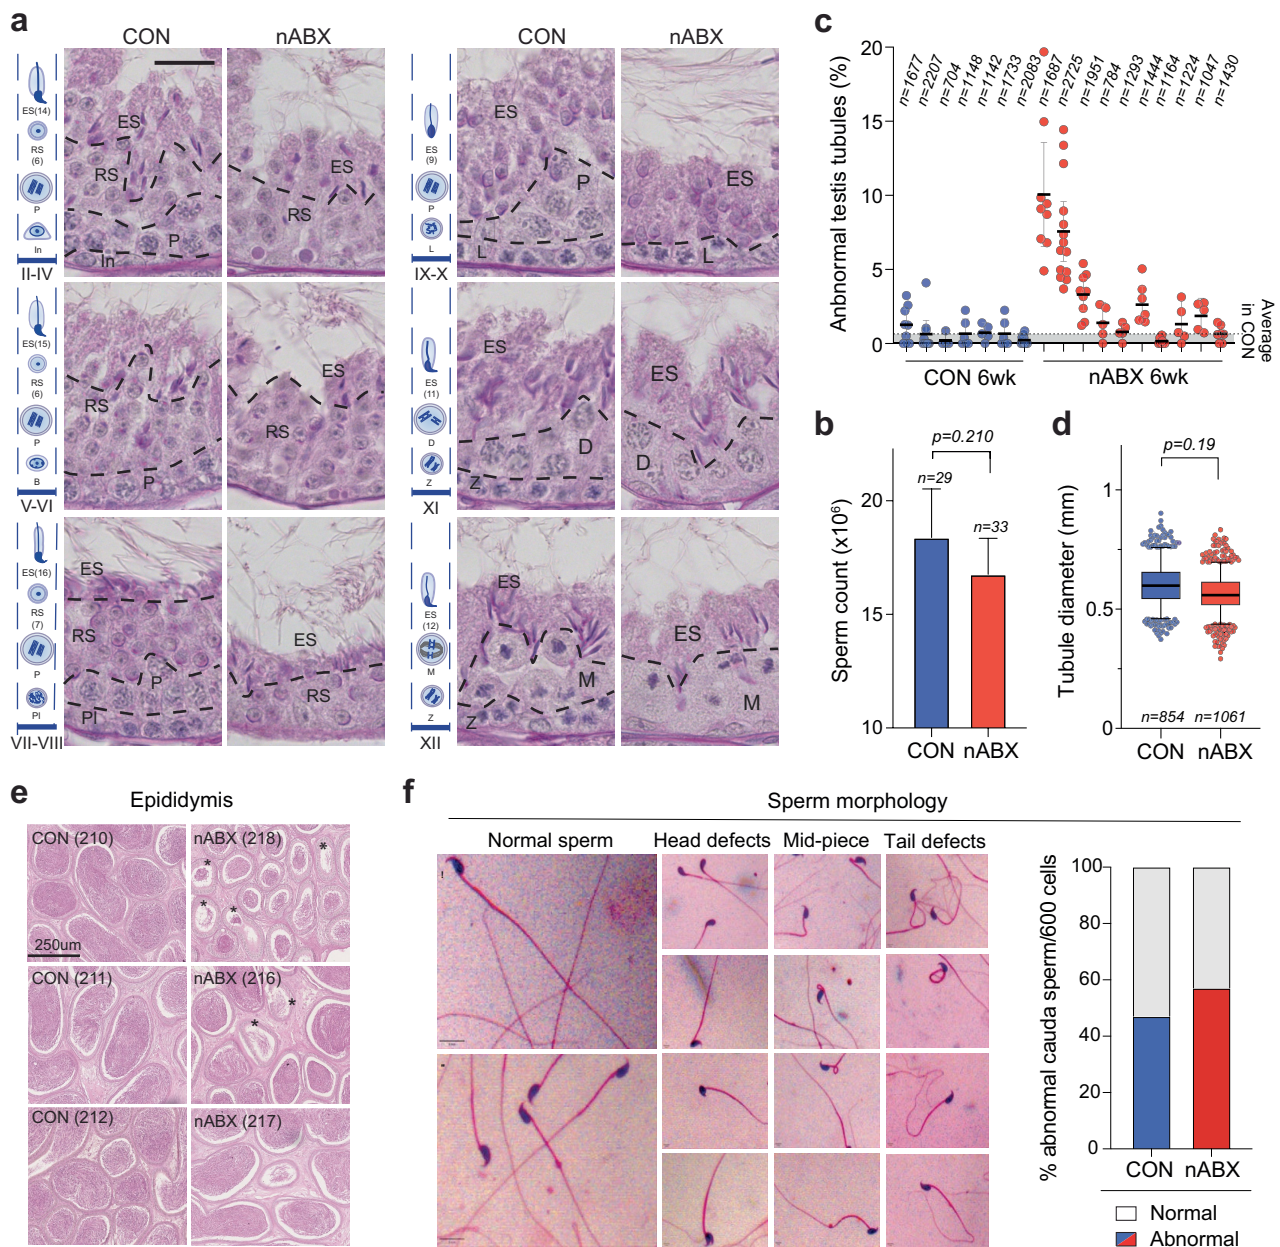 a
CON
nABX
ES(14)
RS
(6)
P
In
II-IV
ES
RS
P
In
ES
RS
ES(15)
RS
(6)
P
B
V-VI
RS
P
ES
RS
ES(16)
RS
(7)
P
Pl
VII-VIII
ES
RS
P
Pl
ES
RS
CON
nABX
ES
(9)
P
L
IX-X
ES
P
L
ES
L
ES
(11)
D
Z
XI
ES
D
Z
ES
D
ES
(12)
M
Z
XII
ES
M
Z
ES
M
c
Anbnormal testis tubules (%)
20
15
10
5
0
n=1677
n=2207
n=704
n=1148
n=1142
n=1733
n=2083
n=1687
n=2725
n=1951
n=784
n=1293
n=1444
n=1164
n=1224
n=1047
n=1430
Average
in CON
CON 6wk
nABX 6wk
b
Sperm count (x10⁶)
p=0.210
n=29
n=33
20
15
10
CON
nABX
d
Tubule diameter (mm)
p=0.19
1
0.5
0
n=854
n=1061
CON
nABX
e
Epididymis
CON (210)
250um
nABX (218)
*
*
*
*
CON (211)
nABX (216)
*
*
CON (212)
nABX (217)
f
Sperm morphology
Normal sperm
Head defects
Mid-piece
Tail defects
% abnormal cauda sperm/600 cells
100
80
60
40
20
0
CON
nABX
Normal
Abnormal